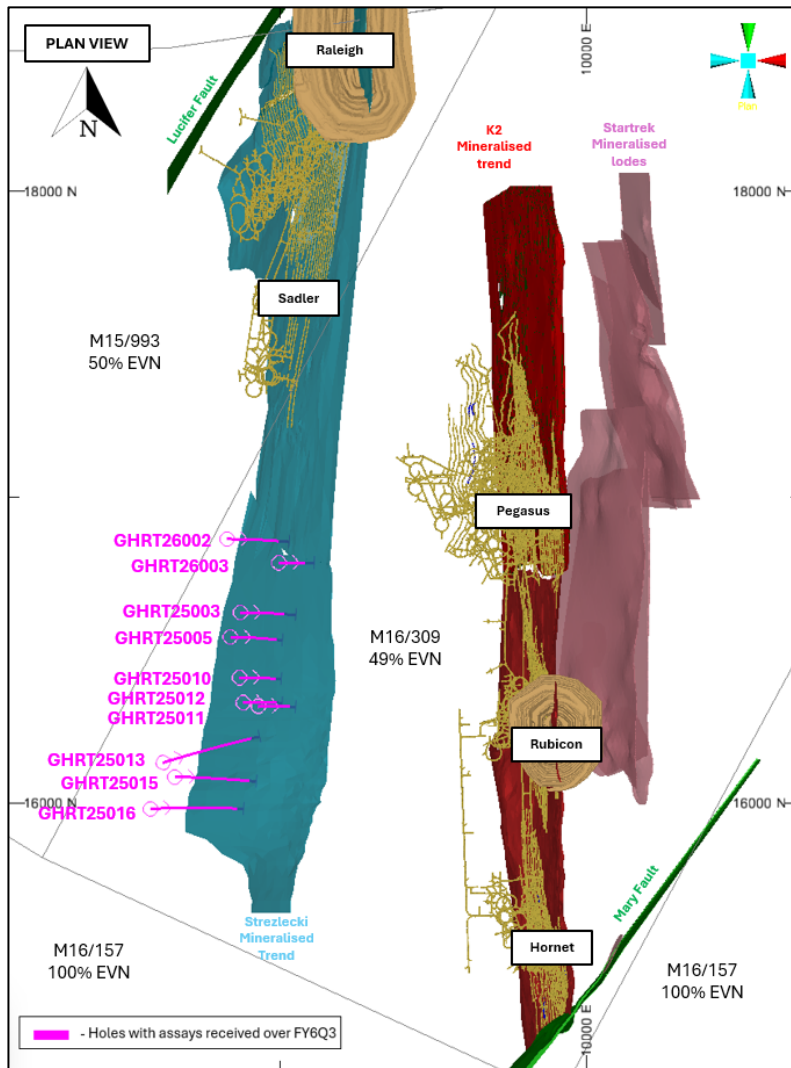 PLAN VIEW
N
Lucifer Fault
Raleigh
10000 E
Plan
K2
Mineralised
trend
Startrek
Mineralised
lodes
18000 N
18000 N
Sadler
M15/993
50% EVN
Pegasus
GHRT26002
GHRT26003
GHRT25003
GHRT25005
GHRT25010
GHRT25012
GHRT25011
GHRT25013
GHRT25015
GHRT25016
M16/309
49% EVN
Rubicon
16000 N
16000 N
Mary Fault
Strezlecki
Mineralised
Trend
M16/157
100% EVN
Hornet
M16/157
100% EVN
10000 E
- Holes with assays received over FY6Q3